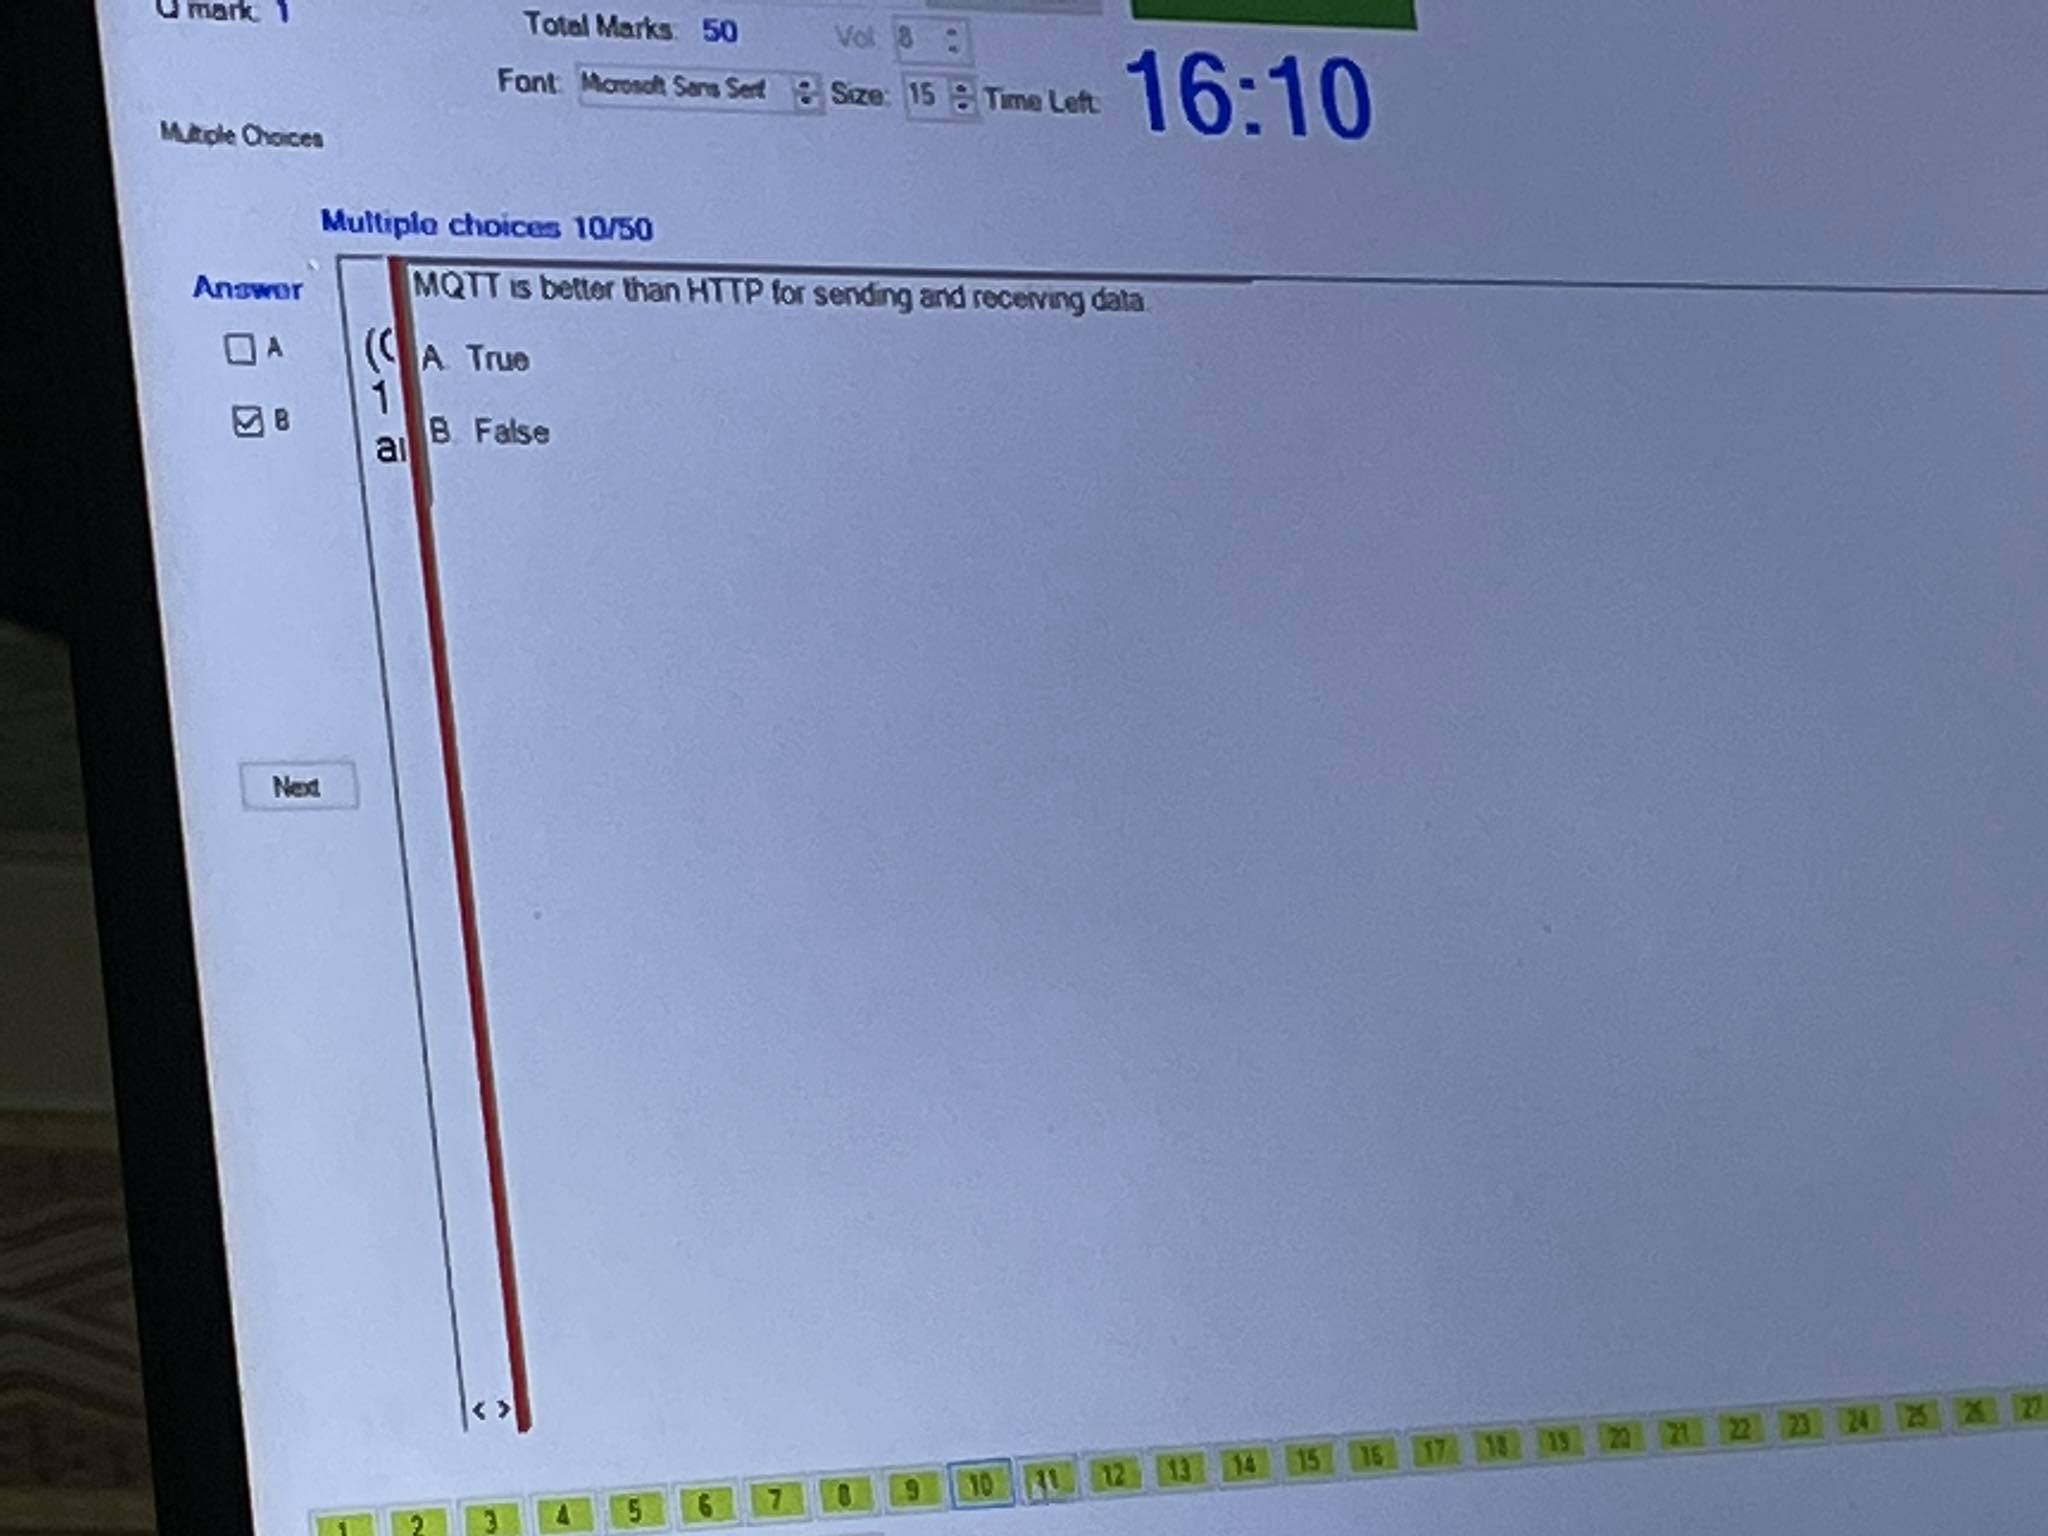 Q mark: 1
Total Marks: 50
Vol: 8
Font: Microsoft Sans Serif
Size: 15
Time Left: 16:10
Multiple Choices
Multiple choices 10/50
Answer
A
B
Next
(C
1
MQTT is better than HTTP for sending and receiving data.
A. True
B. False
< >
1 2 3 4 5 6 7 8 9 10 11 12 13 14 15 16 17 18 19 20 21 22 23 24 25 26 27